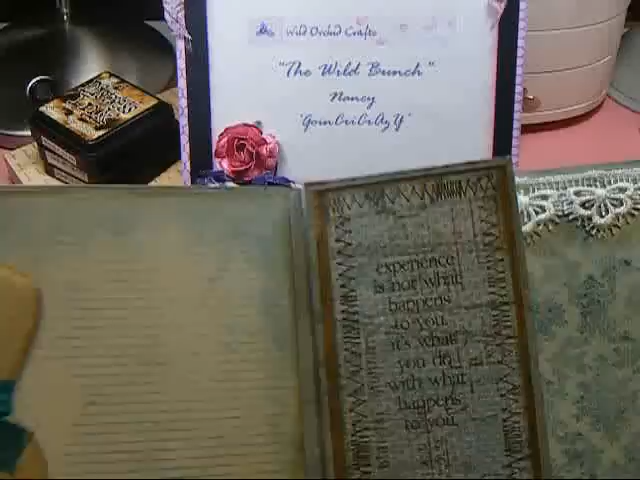 Wild Orchid Crafts
"The Wild Bunch"
Nancy
'GoinCriCrAzY'
experience
is not what
happens
to you,
it's what
you do
with what
happens
to you.